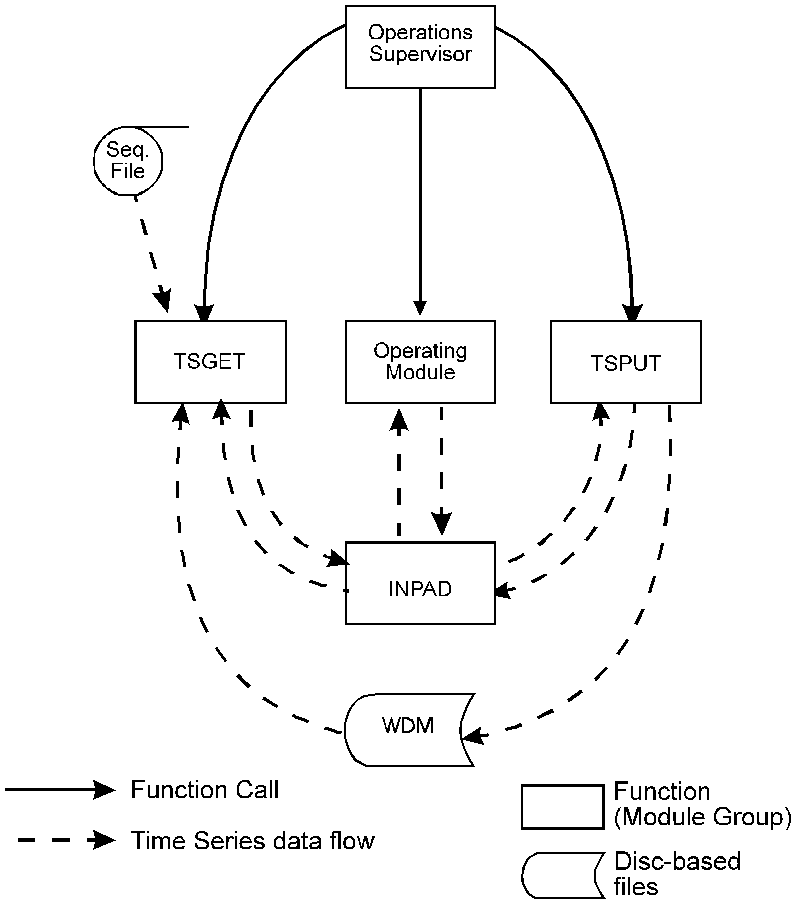 Operations
Supervisor
Seq.
File
TSGET
Operating
Module
TSPUT
INPAD
WDM
Function Call
Time Series data flow
Function
(Module Group)
Disc-based
files